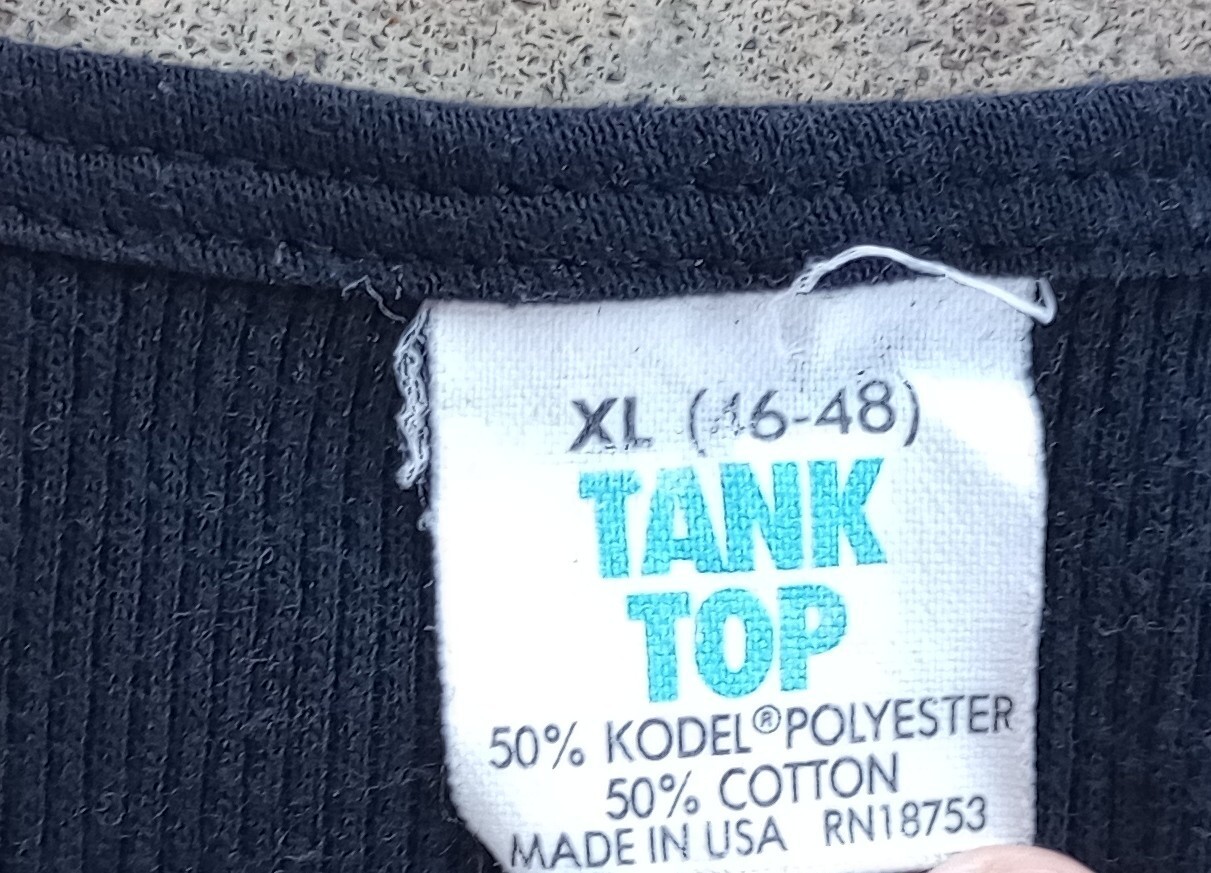 XL (46-48)
TANK
TOP
50% KODEL® POLYESTER
50% COTTON
MADE IN USA RN18753